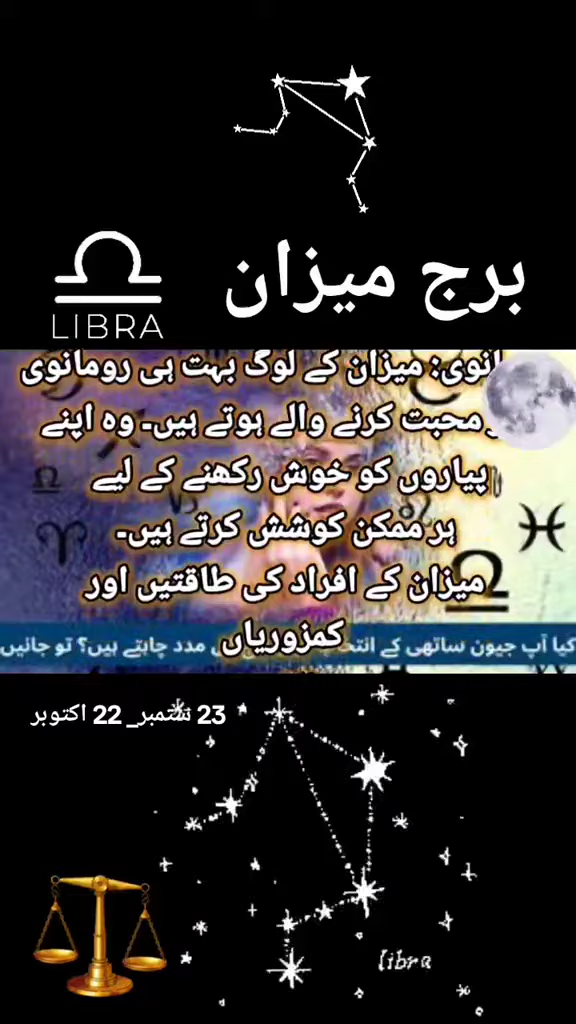 برج میزان
LIBRA
میزان کے لوگ بہت ہی رومانوی
محبت کرنے والے ہوتے ہیں۔ وہ اپنے
پیاروں کو خوش رکھنے کے لیے
ہر ممکن کوشش کرتے ہیں۔
میزان کے افراد کی طاقتیں اور
کمزوریاں
کیا آپ جیون ساتھی کے مدد چاہتے ہیں؟ تو جانیں
23 ستمبر_ 22 اکتوبر
libra